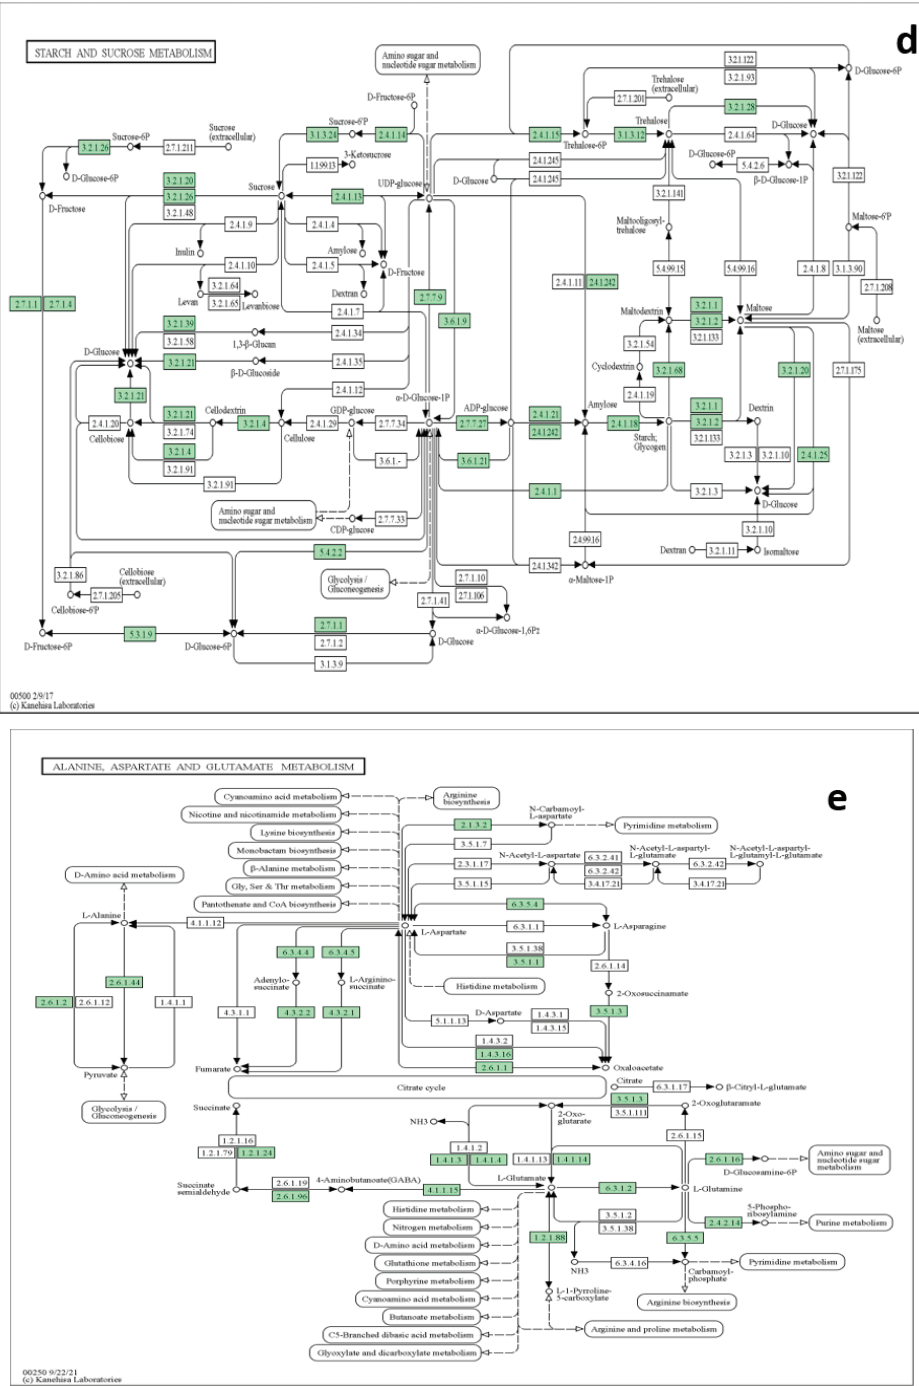 d
STARCH AND SUCROSE METABOLISM
Amino sugar and
nucleotide sugar metabolism
D-Fructose-6P
3.2.1.122
3.2.1.93
D-Glucose-6P
Trehalose
(extracellular)
2.7.1.201
Sucrose-6P
Sucrose
(extracellular)
3.2.1.26
2.7.1.211
D-Glucose-6P
Sucrose-6'P
3.1.3.24
2.4.1.14
3-Ketosucrose
1.1.99.13
UDP-glucose
2.4.1.15
Trehalose-6P
3.1.3.12
Trehalose
3.2.1.28
2.4.1.64
D-Glucose
D-Glucose-6P
5.4.2.6
β-D-Glucose-1P
3.2.1.122
2.4.1.245
2.4.1.245
D-Glucose
D-Fructose
3.2.1.20
3.2.1.26
3.2.1.48
Sucrose
2.4.1.13
3.2.1.141
Maltooligosyl-
trehalose
Maltose-6'P
2.4.1.9
Inulin
2.4.1.4
Amylose
2.4.1.10
Levan
3.2.1.64
3.2.1.65
Levanbiose
2.4.1.5
Dextran
D-Fructose
2.4.1.7
2.4.1.11
2.4.1.242
5.4.99.15
5.4.99.16
2.4.1.8
3.1.3.90
2.7.1.208
Maltose
(extracellular)
2.7.1.1
2.7.1.4
2.7.7.9
3.6.1.9
3.2.1.39
3.2.1.58
1,3-β-Glucan
2.4.1.34
Maltodextrin
3.2.1.1
3.2.1.2
3.2.1.133
Maltose
D-Glucose
3.2.1.21
β-D-Glucoside
2.4.1.35
3.2.1.54
Cyclodextrin
3.2.1.68
3.2.1.20
2.7.1.175
3.2.1.21
2.4.1.12
α-D-Glucose-1P
2.4.1.19
2.4.1.20
Cellobiose
3.2.1.21
3.2.1.74
3.2.1.4
3.2.1.91
Cellodextrin
3.2.1.4
Cellulose
2.4.1.29
GDP-glucose
2.7.7.34
ADP-glucose
2.7.7.27
2.4.1.21
2.4.1.242
Amylose
2.4.1.18
Starch;
Glycogen
3.2.1.1
3.2.1.2
3.2.1.133
Dextrin
3.6.1.-
3.6.1.21
3.2.1.3
3.2.1.10
2.4.1.25
3.2.1.91
2.4.1.1
3.2.1.3
D-Glucose
Amino sugar and
nucleotide sugar metabolism
CDP-glucose
2.7.7.33
3.2.1.10
2.4.99.16
Dextran
3.2.1.11
Isomaltose
5.4.2.2
2.4.1.342
α-Maltose-1P
3.2.1.86
Cellobiose
(extracellular)
2.7.1.205
Cellobiose-6'P
Glycolysis /
Gluconeogenesis
2.7.1.10
2.7.1.106
2.7.1.41
α-D-Glucose-1,6P2
D-Fructose-6P
5.3.1.9
D-Glucose-6P
2.7.1.1
2.7.1.2
3.1.3.9
D-Glucose
00500 2/9/17
(c) Kanehisa Laboratories
ALANINE, ASPARTATE AND GLUTAMATE METABOLISM
e
Cyanoamino acid metabolism
Nicotine and nicotinamide metabolism
Lysine biosynthesis
Monobactam biosynthesis
β-Alanine metabolism
Gly, Ser & Thr metabolism
Pantothenate and CoA biosynthesis
Arginine
biosynthesis
N-Carbamoyl-
L-aspartate
2.1.3.2
Pyrimidine metabolism
3.5.1.7
N-Acetyl-L-aspartate
N-Acetyl-L-aspartyl-
L-glutamate
N-Acetyl-L-aspartyl-
L-glutamyl-L-glutamate
2.3.1.17
6.3.2.41
6.3.2.42
3.4.17.21
6.3.2.42
3.4.17.21
3.5.1.15
D-Amino acid metabolism
L-Alanine
4.1.1.12
L-Aspartate
6.3.5.4
6.3.1.1
L-Asparagine
3.5.1.38
3.5.1.1
6.3.4.4
6.3.4.5
Adenylo-
succinate
L-Arginino-
succinate
Histidine metabolism
2.6.1.14
2-Oxosuccinamate
2.6.1.44
2.6.1.2
2.6.1.12
1.4.1.1
4.3.1.1
4.3.2.2
4.3.2.1
D-Aspartate
5.1.1.13
1.4.3.1
1.4.3.15
3.5.1.3
1.4.3.2
1.4.3.16
2.6.1.1
Pyruvate
Fumarate
Oxaloacetate
Citrate cycle
Glycolysis /
Gluconeogenesis
Citrate
6.3.1.17
β-Citryl-L-glutamate
Succinate
3.5.1.3
3.5.1.111
2-Oxo-
glutarate
2-Oxoglutaramate
NH3
1.2.1.16
1.2.1.79
1.2.1.24
1.4.1.2
1.4.1.3
1.4.1.4
1.4.1.13
1.4.1.14
2.6.1.15
2.6.1.16
D-Glucosamine-6P
Amino sugar and
nucleotide sugar
metabolism
Succinate
semialdehyde
2.6.1.19
2.6.1.96
4-Aminobutanoate(GABA)
4.1.1.15
L-Glutamate
6.3.1.2
L-Glutamine
5-Phospho-
ribosylamine
2.4.2.14
Purine metabolism
3.5.1.2
3.5.1.38
1.2.1.88
6.3.5.5
NH3
6.3.4.16
Carbamoyl-
phosphate
Pyrimidine metabolism
Arginine biosynthesis
L-1-Pyrroline-
5-carboxylate
Arginine and proline metabolism
Histidine metabolism
Nitrogen metabolism
D-Amino acid metabolism
Glutathione metabolism
Porphyrine metabolism
Cyanoamino acid metabolism
Butanoate metabolism
C5-Branched dibasic acid metabolism
Glyoxylate and dicarboxylate metabolism
00250 9/22/21
(c) Kanehisa Laboratories